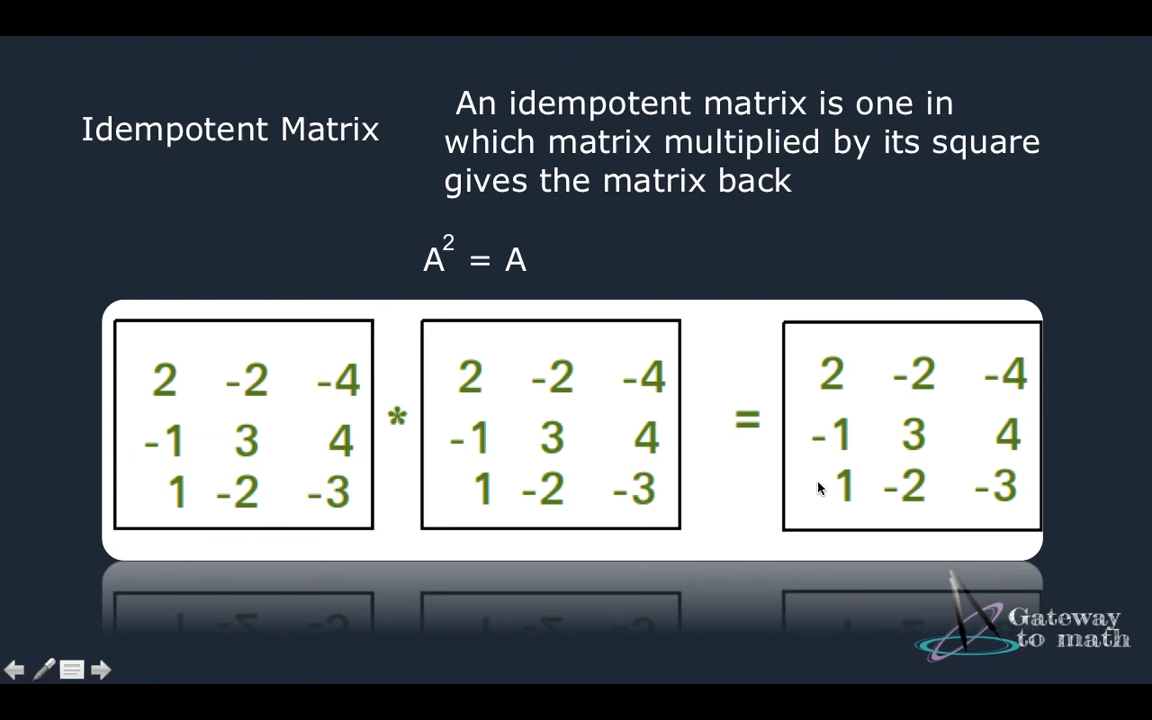 Idempotent Matrix
An idempotent matrix is one in
which matrix multiplied by its square
gives the matrix back
A² = A
2 -2 -4 2 -2 -4 2 -2 -4
-1 3 4 * -1 3 4 = -1 3 4
1 -2 -3 1 -2 -3 1 -2 -3
Gateway
to math